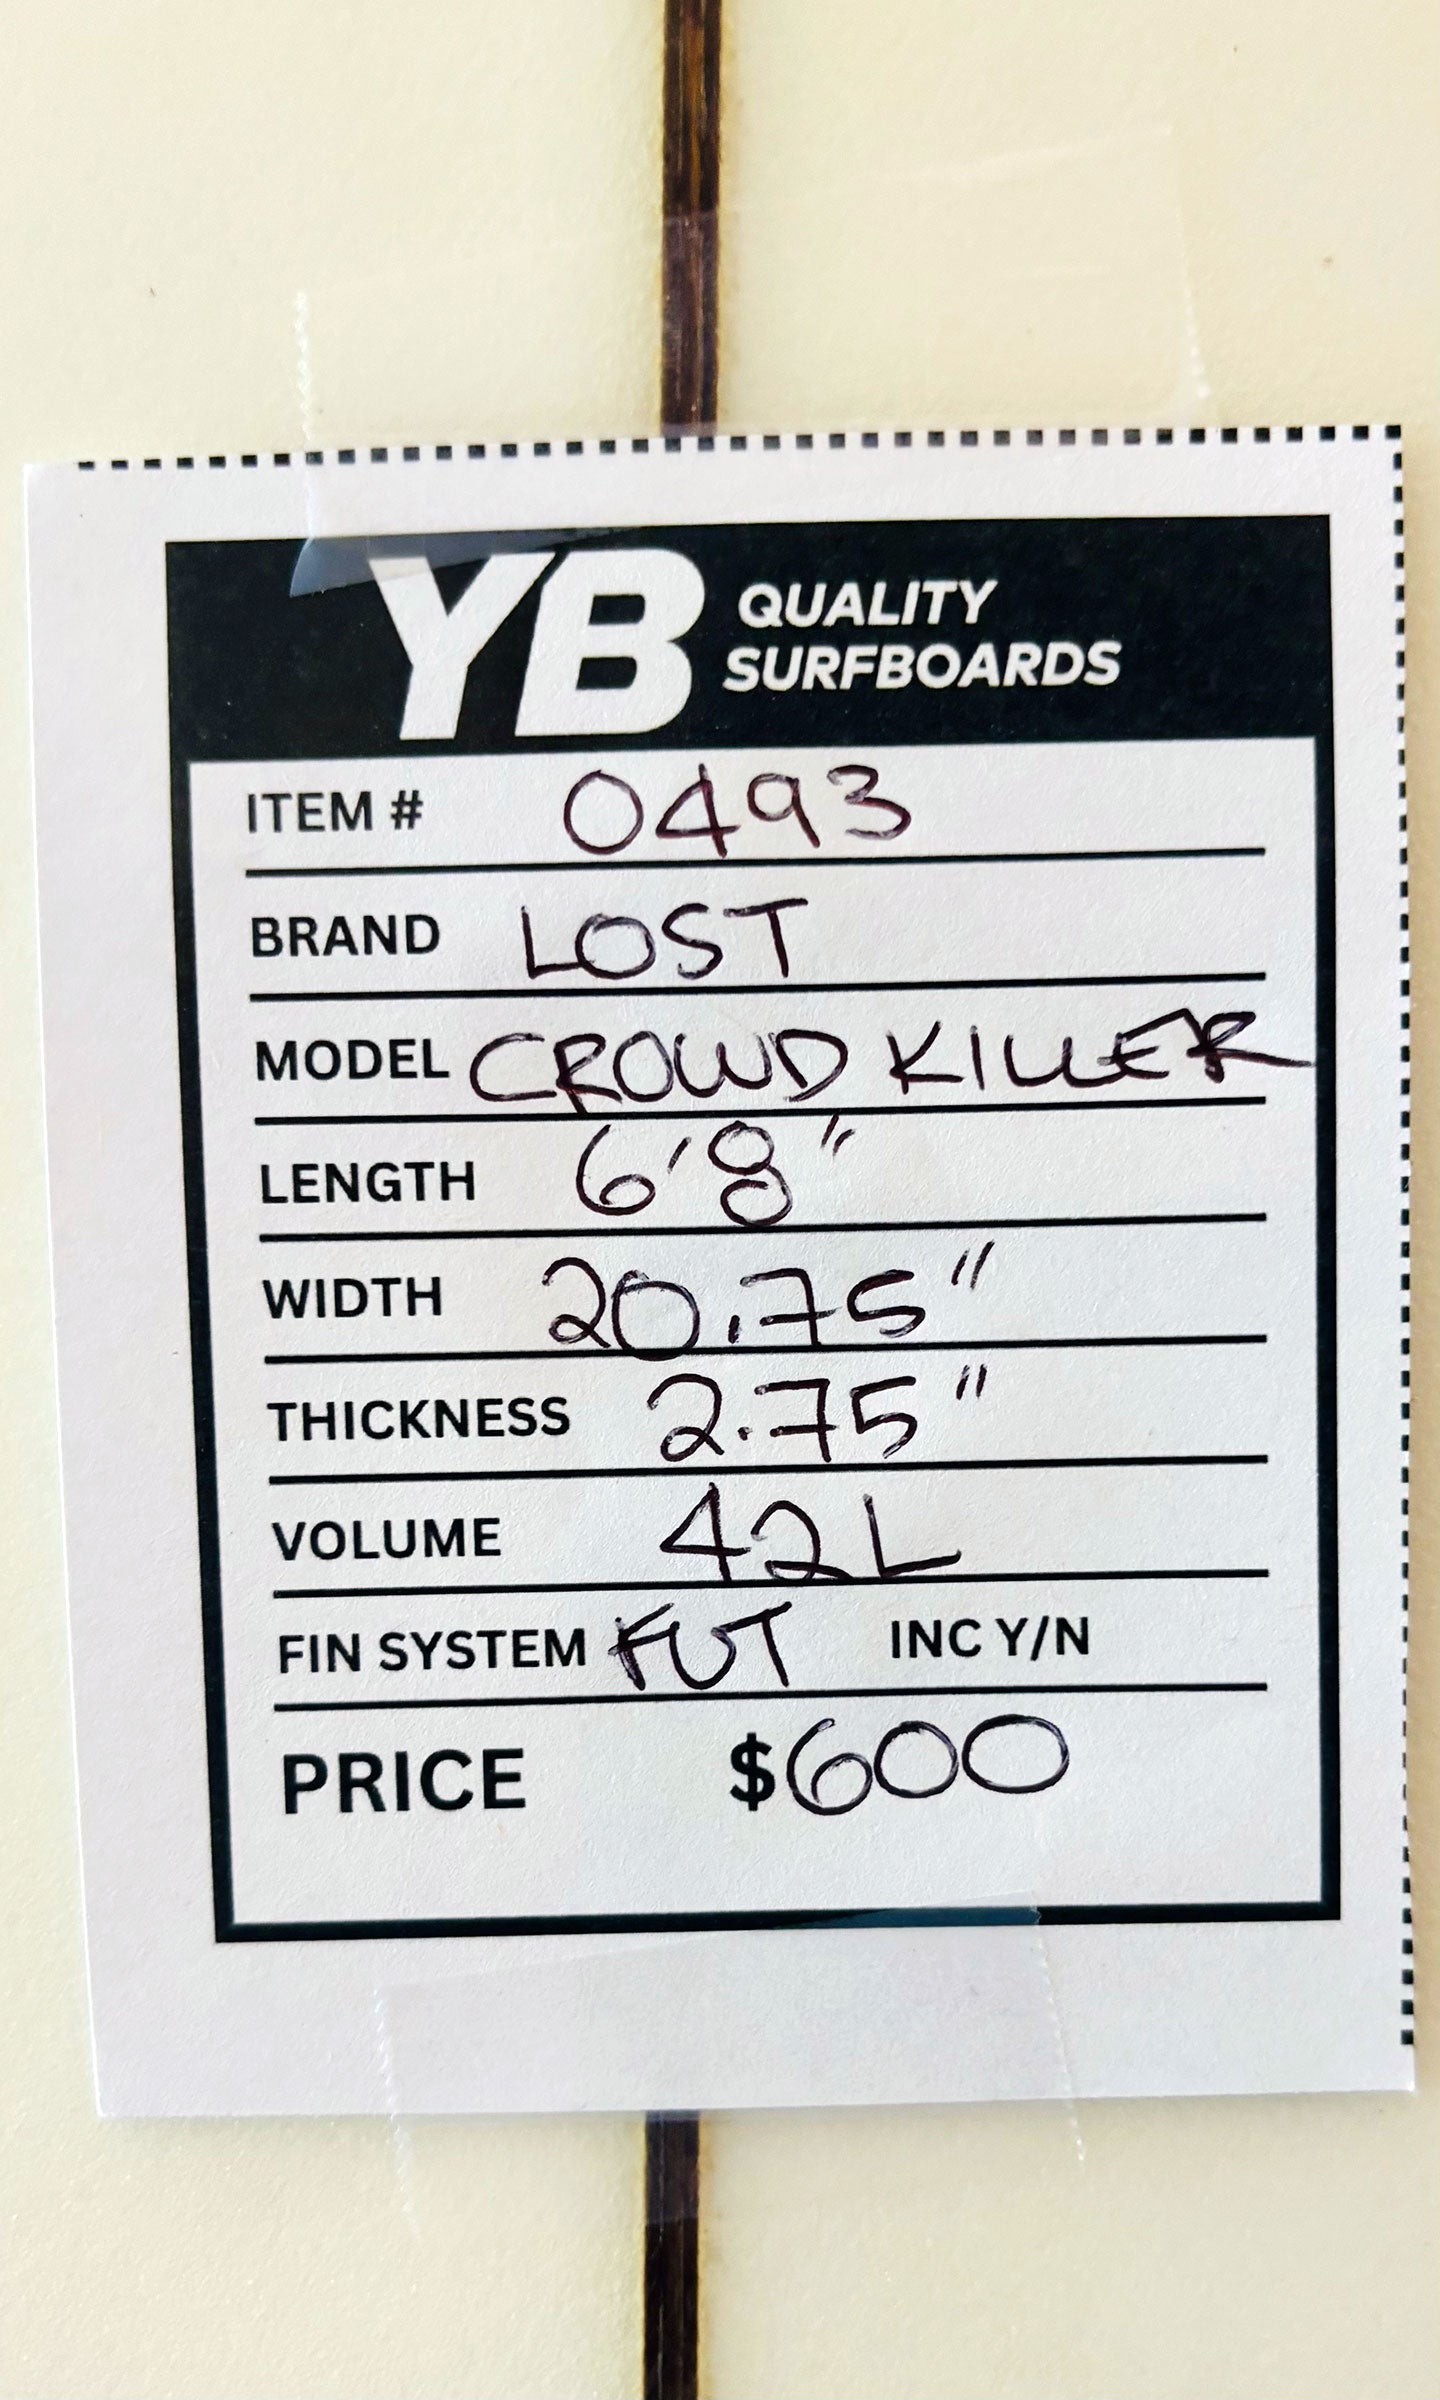 YB QUALITY
SURFBOARDS
ITEM # 0493
BRAND LOST
MODEL CROWD KILLER
LENGTH 6'8"
WIDTH 20.75"
THICKNESS 2.75"
VOLUME 42L
FIN SYSTEM FUT INC Y/N
PRICE $600